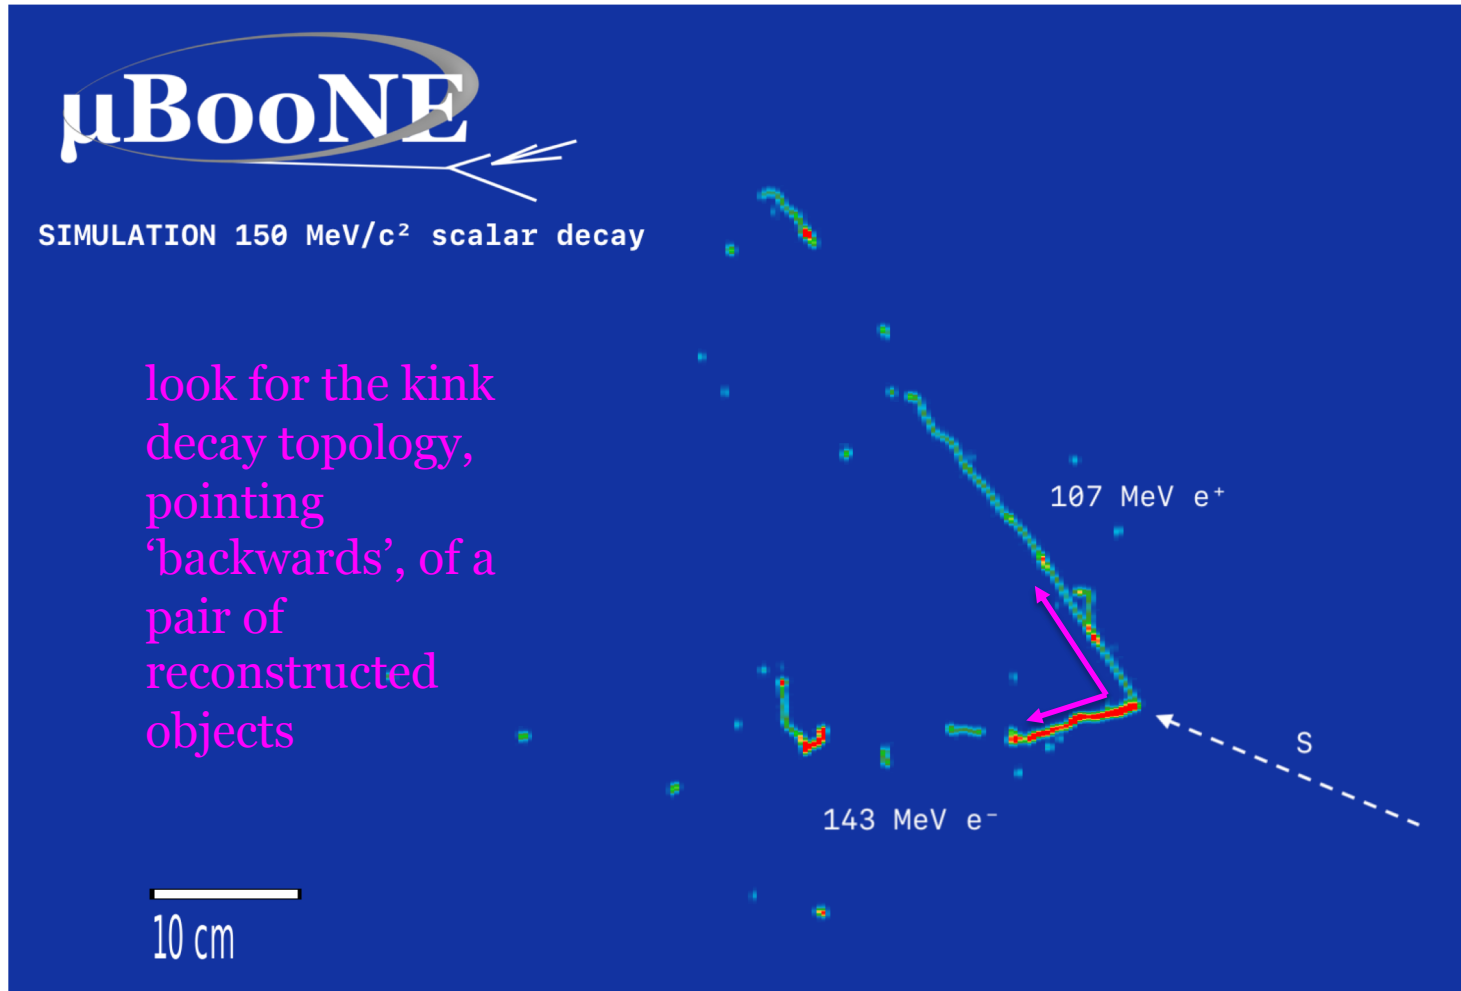 µBooNE
SIMULATION 150 MeV/c² scalar decay
look for the kink
decay topology,
pointing
‘backwards’, of a
pair of
reconstructed
objects
107 MeV e⁺
S
143 MeV e⁻
10 cm